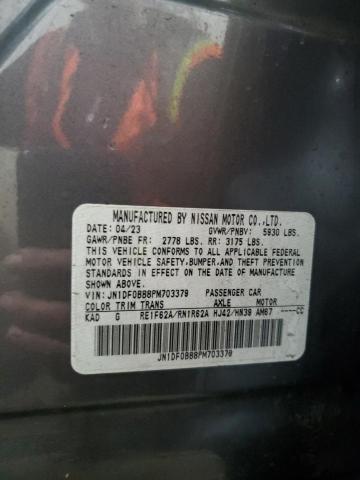 MANUFACTURED BY NISSAN MOTOR CO.,LTD.
DATE: 04/23 GVWR/PNBV: 5930 LBS.
GAWR/PNBE FR: 2778 LBS. RR: 3175 LBS.
THIS VEHICLE CONFORMS TO ALL APPLICABLE FEDERAL
MOTOR VEHICLE SAFETY,BUMPER,AND THEFT PREVENTION
STANDARDS IN EFFECT ON THE DATE OF MANUFACTURE
SHOWN ABOVE.
VIN:JN1DF0BB8PM703379 PASSENGER CAR
COLOR TRIM TRANS AXLE MOTOR
KAD G RE1F62A/RN1R62A HJ42/HN39 AM67 ----CC
JN1DF0BB8PM703379